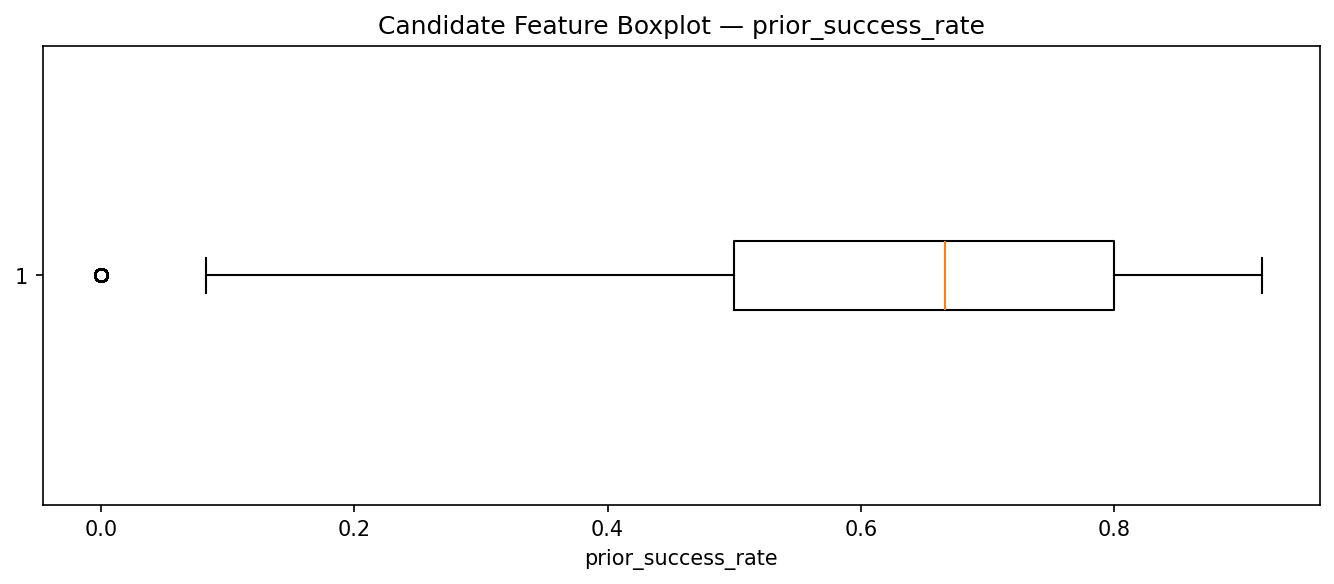 Candidate Feature Boxplot — prior_success_rate
1
0.0 0.2 0.4 0.6 0.8
prior_success_rate